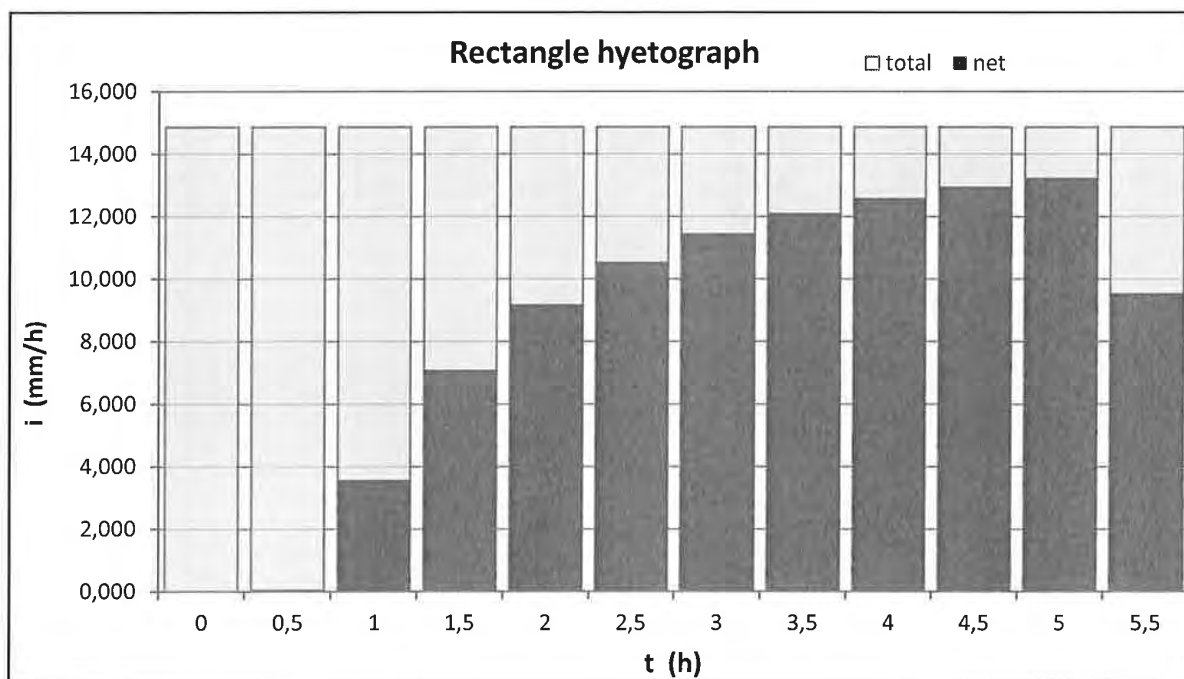 Rectangle hyetograph
total net
16,000
14,000
12,000
10,000
8,000
6,000
4,000
2,000
0,000
i (mm/h)
0 0,5 1 1,5 2 2,5 3 3,5 4 4,5 5 5,5
t (h)